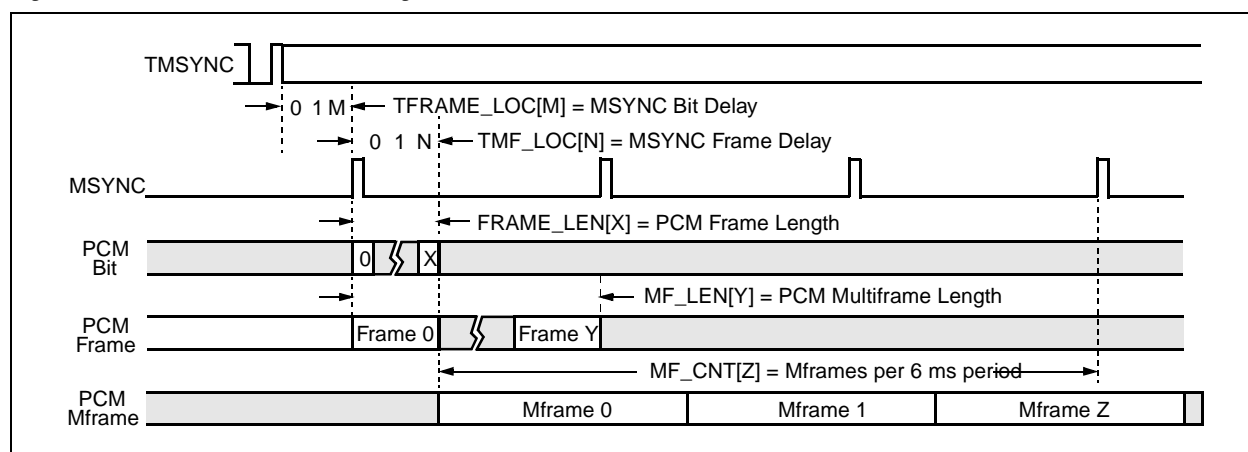 TMSYNC
0 1 M TFRAME_LOC[M] = MSYNC Bit Delay
0 1 N TMF_LOC[N] = MSYNC Frame Delay
MSYNC
FRAME_LEN[X] = PCM Frame Length
PCM
Bit
0 X
MF_LEN[Y] = PCM Multiframe Length
PCM
Frame
Frame 0 Frame Y
MF_CNT[Z] = Mframes per 6 ms period
PCM
Mframe
Mframe 0 Mframe 1 Mframe Z